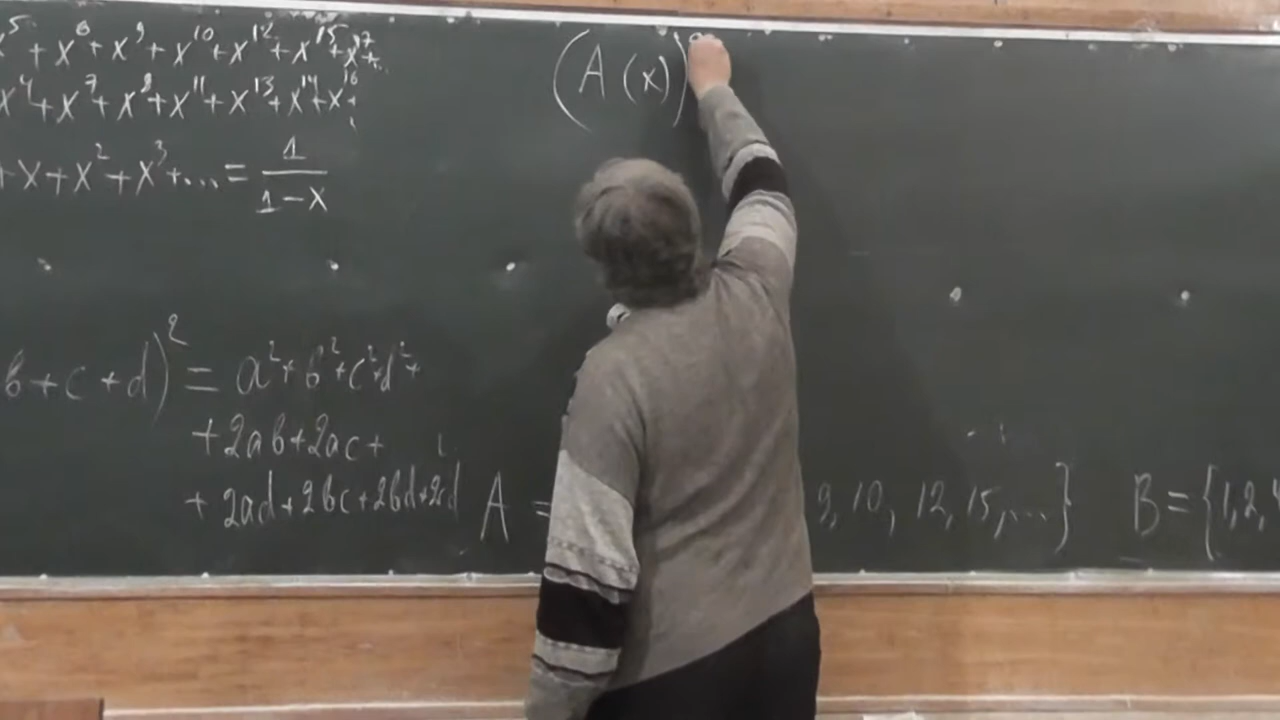 + x⁶ + x⁹ + x¹⁰ + x¹² + x¹⁵ + x¹⁷ + ...
x⁴ + x⁷ + x⁸ + x¹¹ + x¹³ + x¹⁴ + x¹⁶ +
+ x + x² + x³ + ... = 1/(1-x)
(A(x))
b + c + d)² = a² + b² + c² + d² +
+ 2ab + 2ac +
+ 2ad + 2bc + 2bd + 2cd
A = 9, 10, 12, 15, ... } B = {1, 2,